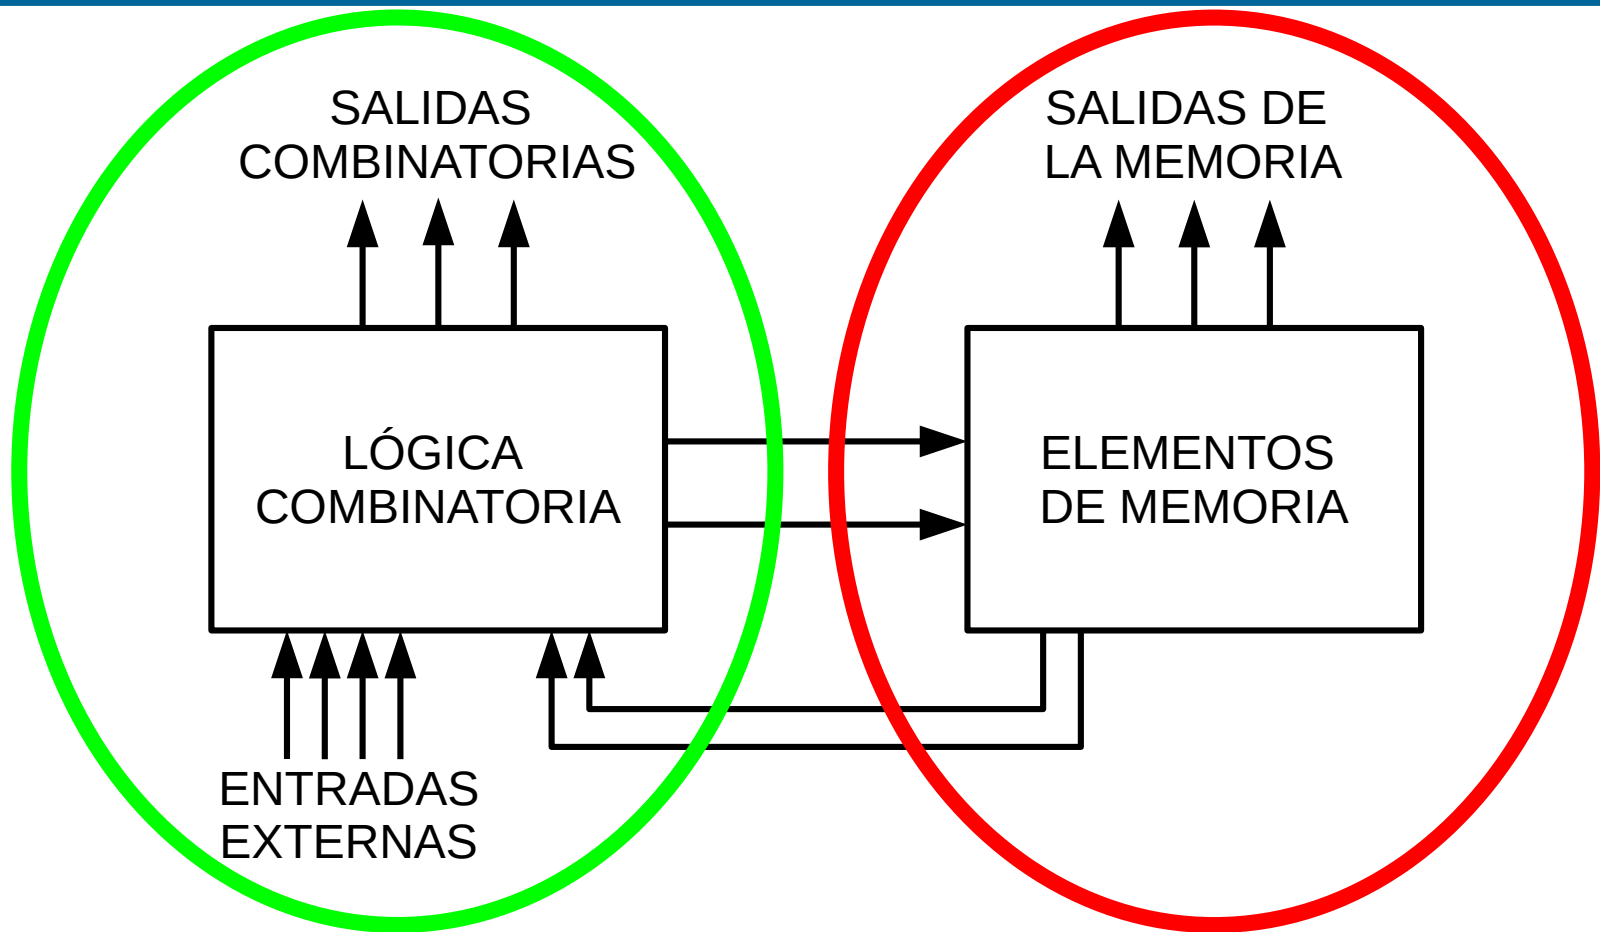 SALIDAS
COMBINATORIAS
SALIDAS DE
LA MEMORIA
LÓGICA
COMBINATORIA
ELEMENTOS
DE MEMORIA
ENTRADAS
EXTERNAS